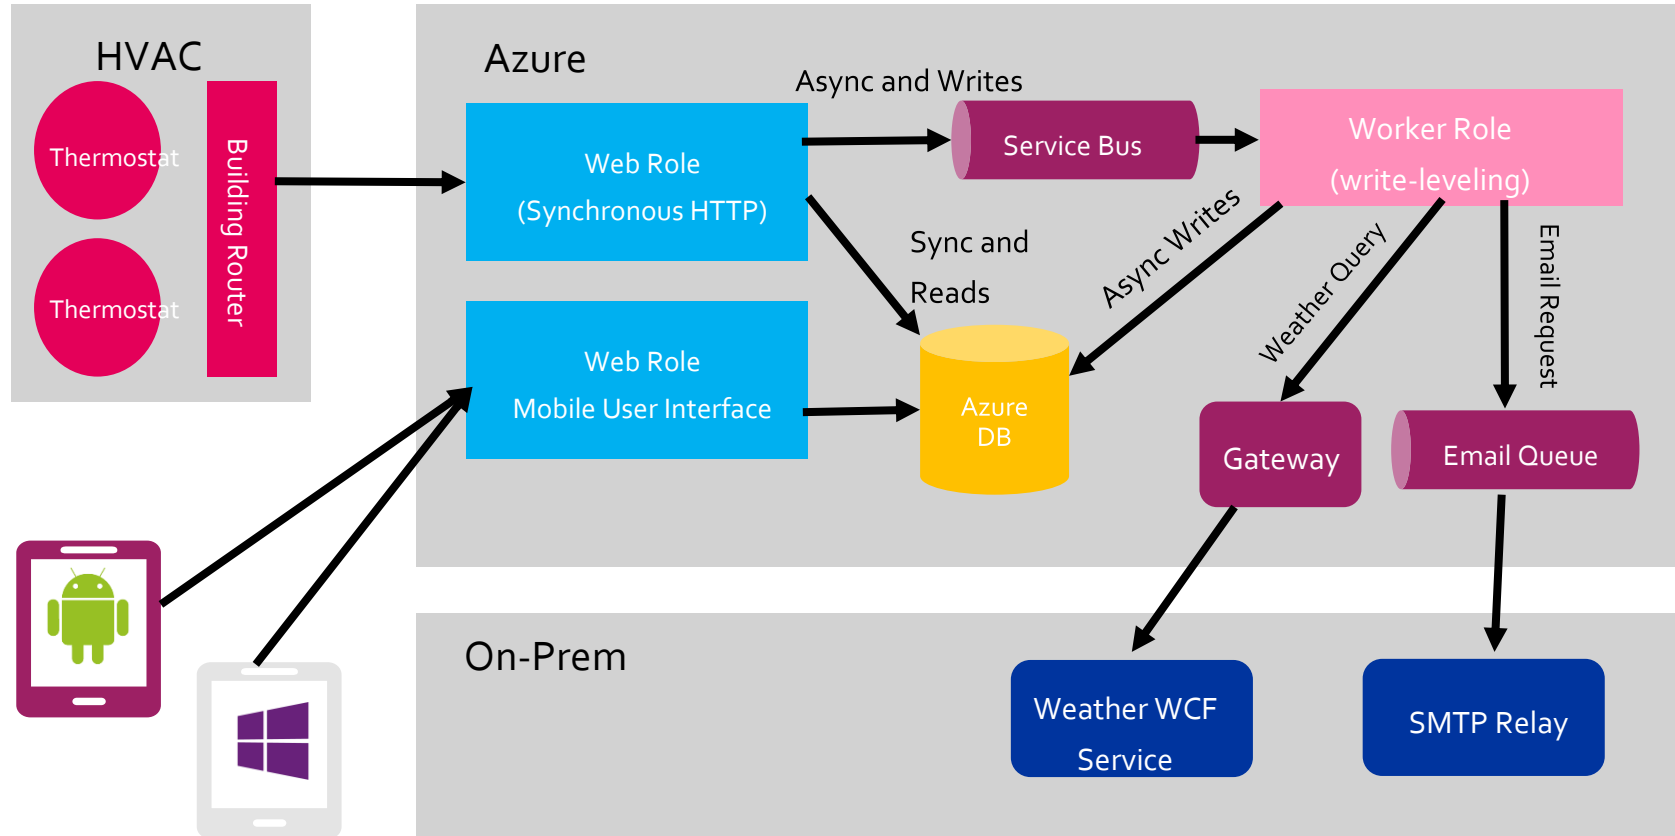 HVAC
Thermostat
Thermostat
Building Router
Azure
Async and Writes
Web Role
(Synchronous HTTP)
Service Bus
Worker Role
(write-leveling)
Sync and
Reads
Async Writes
Weather Query
Email Request
Web Role
Mobile User Interface
Azure
DB
Gateway
Email Queue
On-Prem
Weather WCF
Service
SMTP Relay